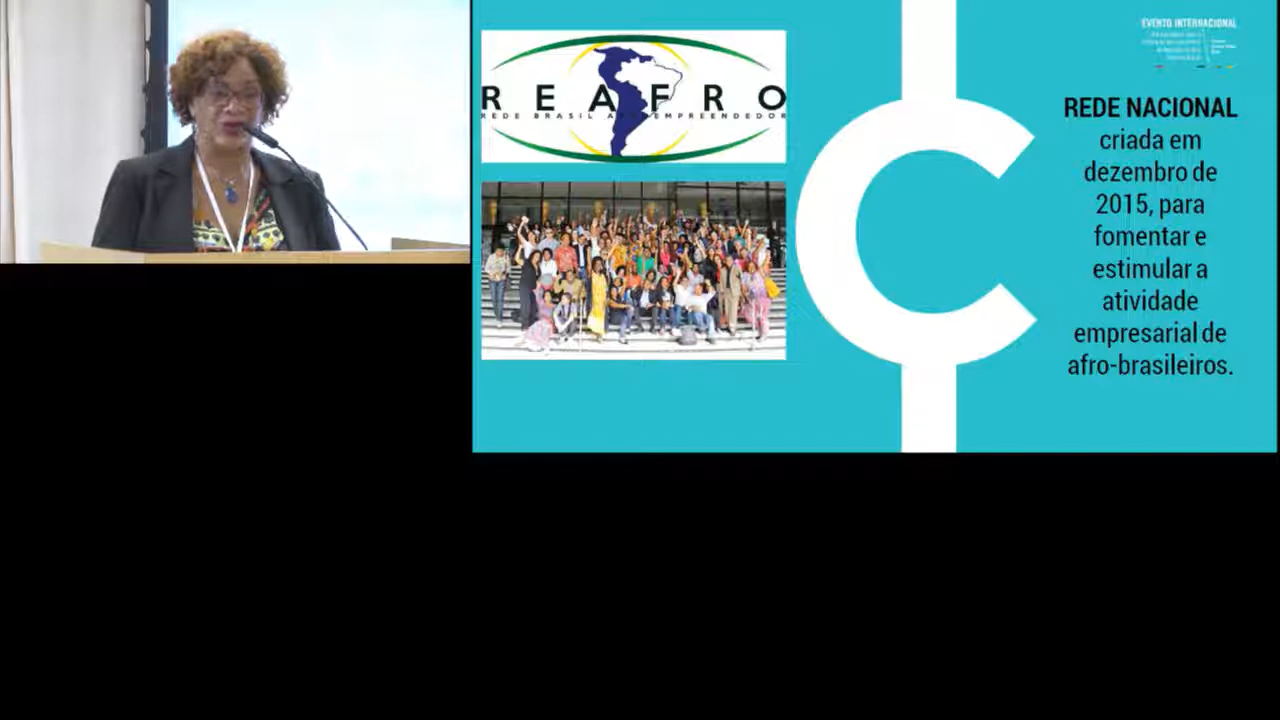 REAFRO
REDE BRASIL AFROEMPREENDEDOR
EVENTO INTERNACIONAL
REDE NACIONAL
criada em
dezembro de
2015, para
fomentar e
estimular a
atividade
empresarial de
afro-brasileiros.